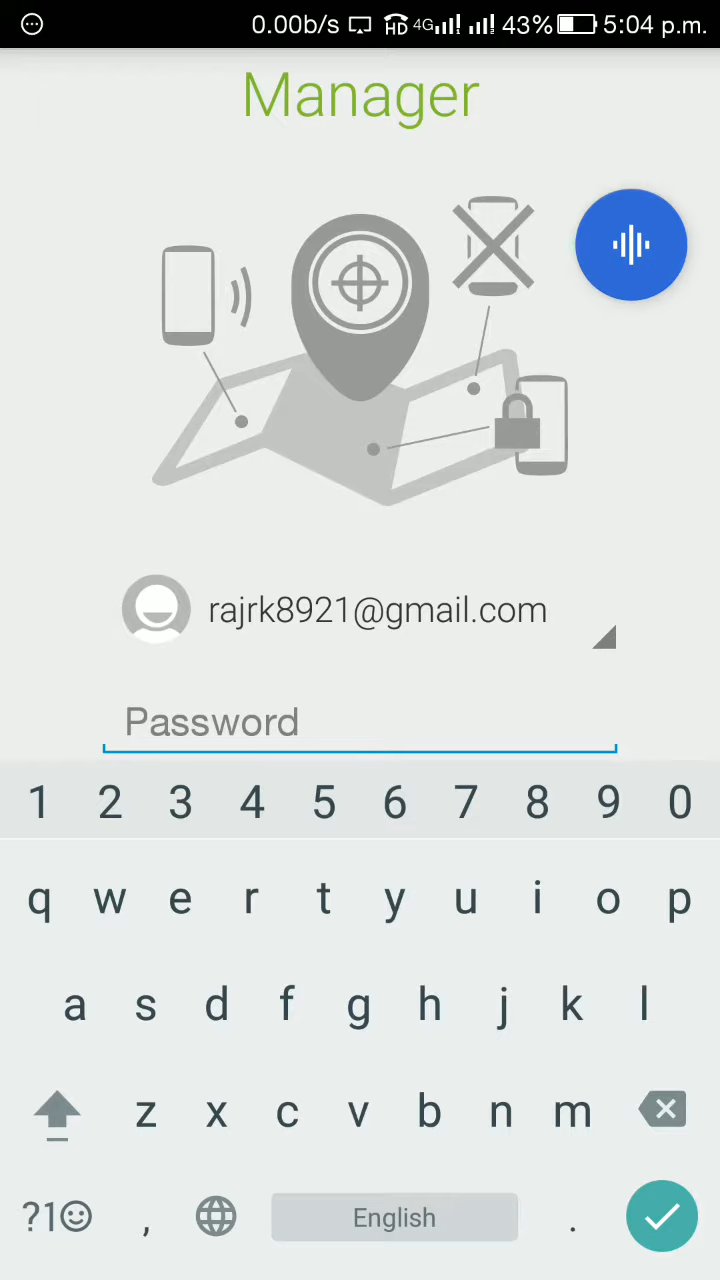 0.00b/s HD 4G 43% 5:04 p.m.
Manager
rajrk8921@gmail.com
Password
1 2 3 4 5 6 7 8 9 0
q w e r t y u i o p
a s d f g h j k l
z x c v b n m
?1 , English .